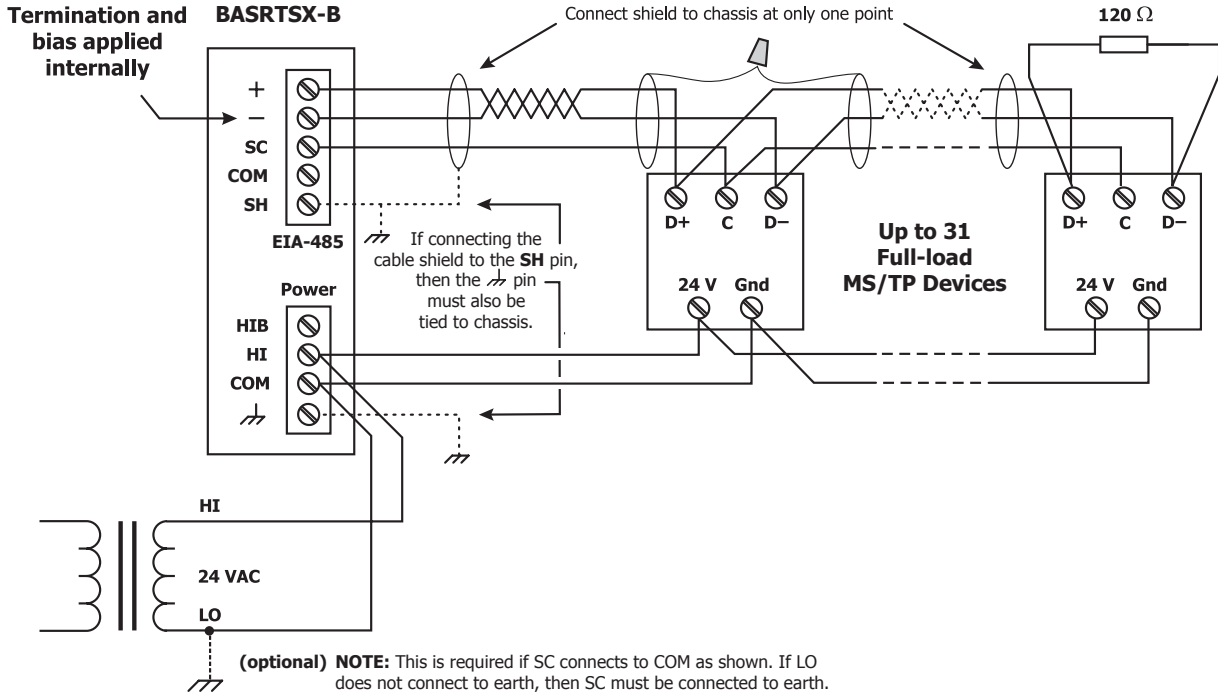 Termination and
bias applied
internally
BASRTSX-B
Connect shield to chassis at only one point
120 Ω
+
−
SC
COM
SH
EIA-485
If connecting the
cable shield to the SH pin,
then the pin
must also be
tied to chassis.
D+ C D−
D+ C D−
Up to 31
Full-load
MS/TP Devices
24 V Gnd
24 V Gnd
Power
HIB
HI
COM
HI
24 VAC
LO
(optional) NOTE: This is required if SC connects to COM as shown. If LO
does not connect to earth, then SC must be connected to earth.